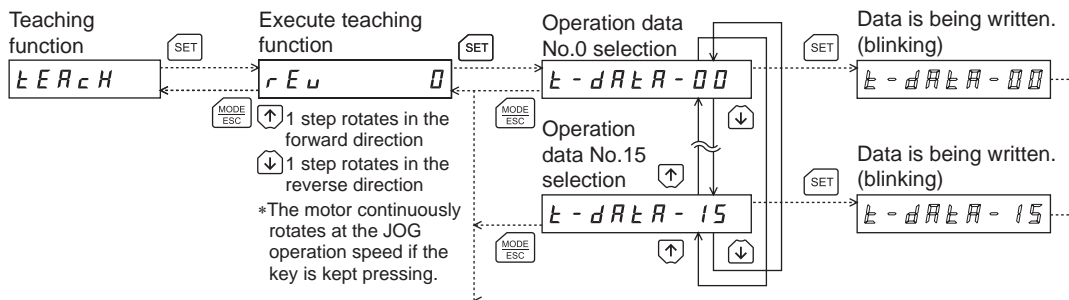 Teaching
function
SET
tEAcH
MODE
ESC
Execute teaching
function
SET
rEv 0
↑ 1 step rotates in the
forward direction
↓ 1 step rotates in the
reverse direction
*The motor continuously
rotates at the JOG
operation speed if the
key is kept pressing.
Operation data
No.0 selection
SET
t-dAtA-00
MODE
ESC
↓
Operation
data No.15
selection
↑
SET
t-dAtA-15
MODE
ESC
↑
↓
Data is being written.
(blinking)
t-dAtA-00
Data is being written.
(blinking)
t-dAtA-15